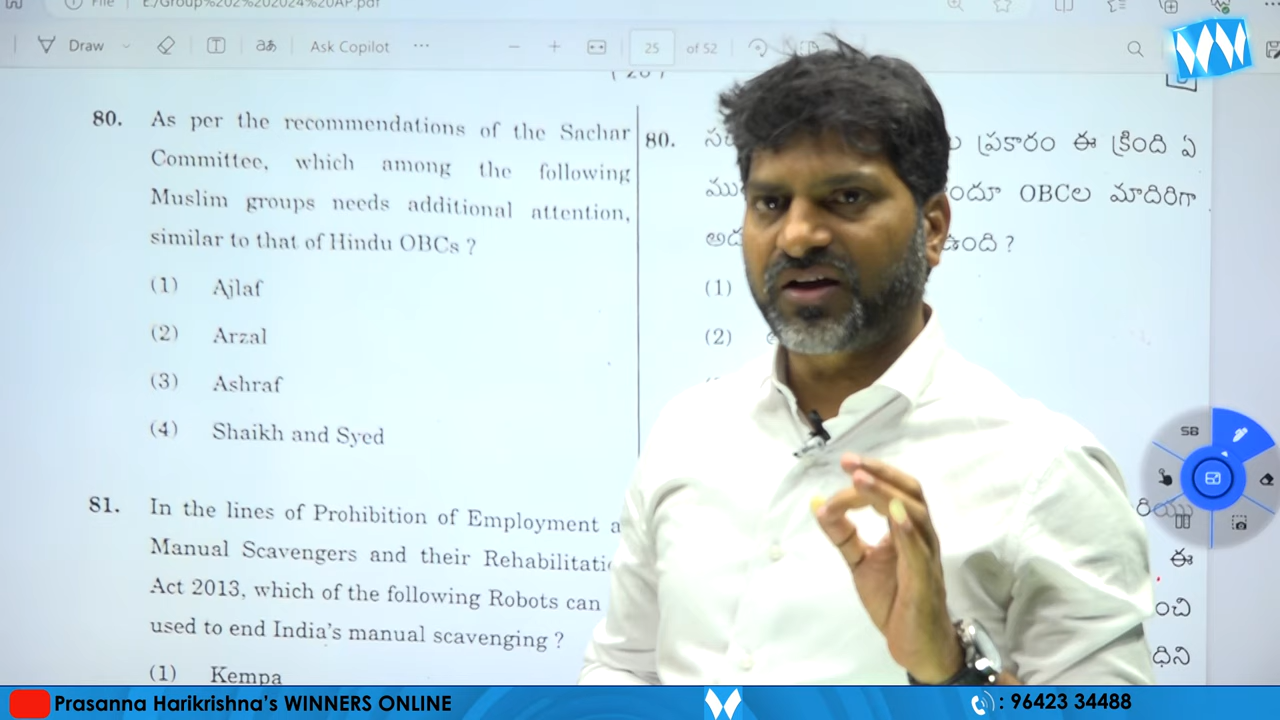 File E:/Group%202%202024%20AP.pdf
Draw
Ask Copilot
25 of 52
80. As per the recommendations of the Sachar
Committee, which among the following
Muslim groups needs additional attention,
similar to that of Hindu OBCs ?
(1) Ajlaf
(2) Arzal
(3) Ashraf
(4) Shaikh and Syed
81. In the lines of Prohibition of Employment
Manual Scavengers and their
Act 2013, which of the following Robots can
used to end India's manual scavenging ?
(1) Kempa
80. ప్రకారం ఈ క్రింది ఏ
OBCల మాదిరిగా
ఉంది ?
(1)
(2)
ఈ
SB
Prasanna Harikrishna's WINNERS ONLINE
: 96423 34488